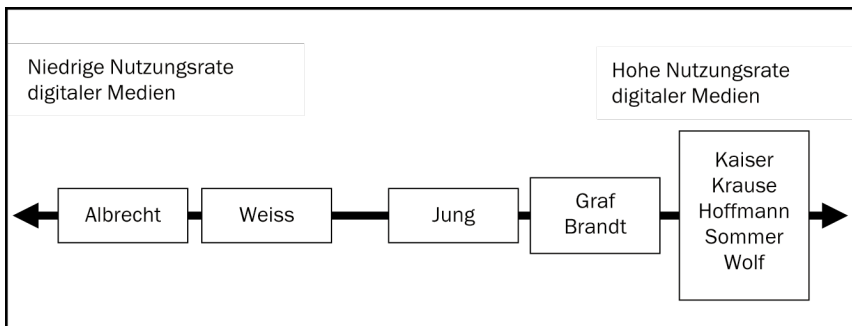 Niedrige Nutzungsrate
digitaler Medien
Hohe Nutzungsrate
digitaler Medien
Albrecht
Weiss
Jung
Graf
Brandt
Kaiser
Krause
Hoffmann
Sommer
Wolf